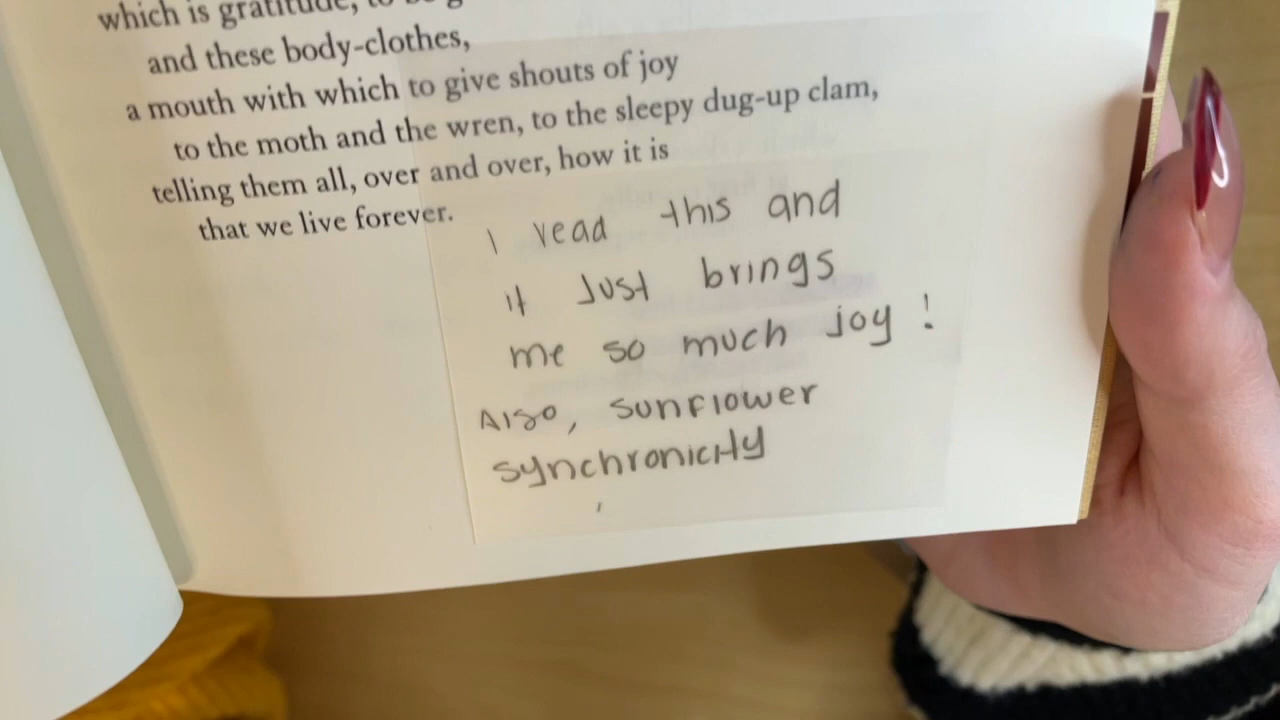 which is gratitude, to be g
and these body-clothes,
a mouth with which to give shouts of joy
to the moth and the wren, to the sleepy dug-up clam,
telling them all, over and over, how it is
that we live forever.
I read this and
it Just brings
me so much joy!
Also, sunflower
synchronicity